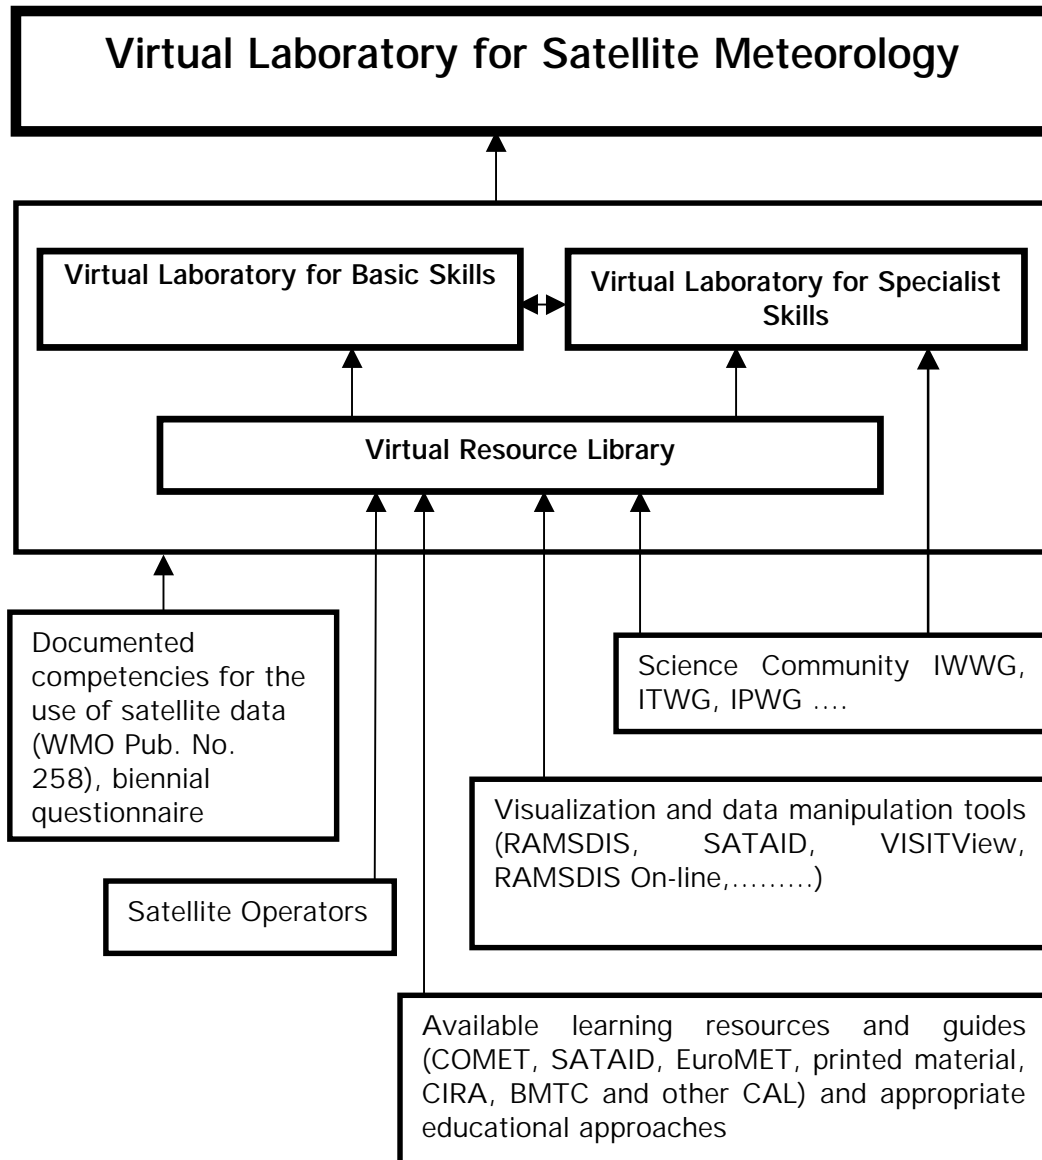 Virtual Laboratory for Satellite Meteorology
Virtual Laboratory for Basic Skills
Virtual Laboratory for Specialist
Skills
Virtual Resource Library
Documented
competencies for the
use of satellite data
(WMO Pub. No.
258), biennial
questionnaire
Science Community IWWG,
ITWG, IPWG ....
Visualization and data manipulation tools
(RAMSDIS, SATAID, VISITView,
RAMSDIS On-line,.........)
Satellite Operators
Available learning resources and guides
(COMET, SATAID, EuroMET, printed material,
CIRA, BMTC and other CAL) and appropriate
educational approaches